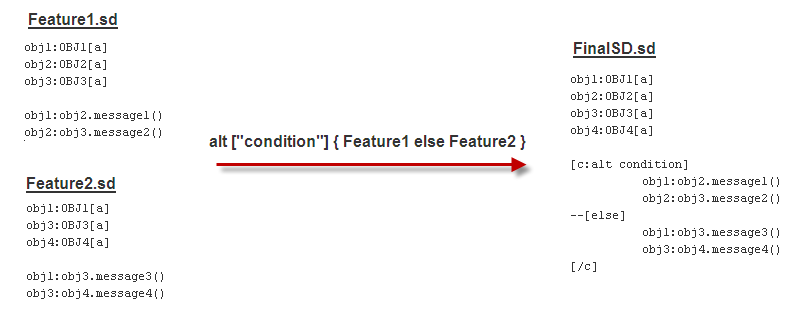 Feature1.sd
obj1:OBJ1[a]
obj2:OBJ2[a]
obj3:OBJ3[a]
obj1:obj2.message1()
obj2:obj3.message2()
Feature2.sd
obj1:OBJ1[a]
obj3:OBJ3[a]
obj4:OBJ4[a]
obj1:obj3.message3()
obj3:obj4.message4()
alt ["condition"] { Feature1 else Feature2 }
FinalSD.sd
obj1:OBJ1[a]
obj2:OBJ2[a]
obj3:OBJ3[a]
obj4:OBJ4[a]
[c:alt condition]
obj1:obj2.message1()
obj2:obj3.message2()
--[else]
obj1:obj3.message3()
obj3:obj4.message4()
[/c]